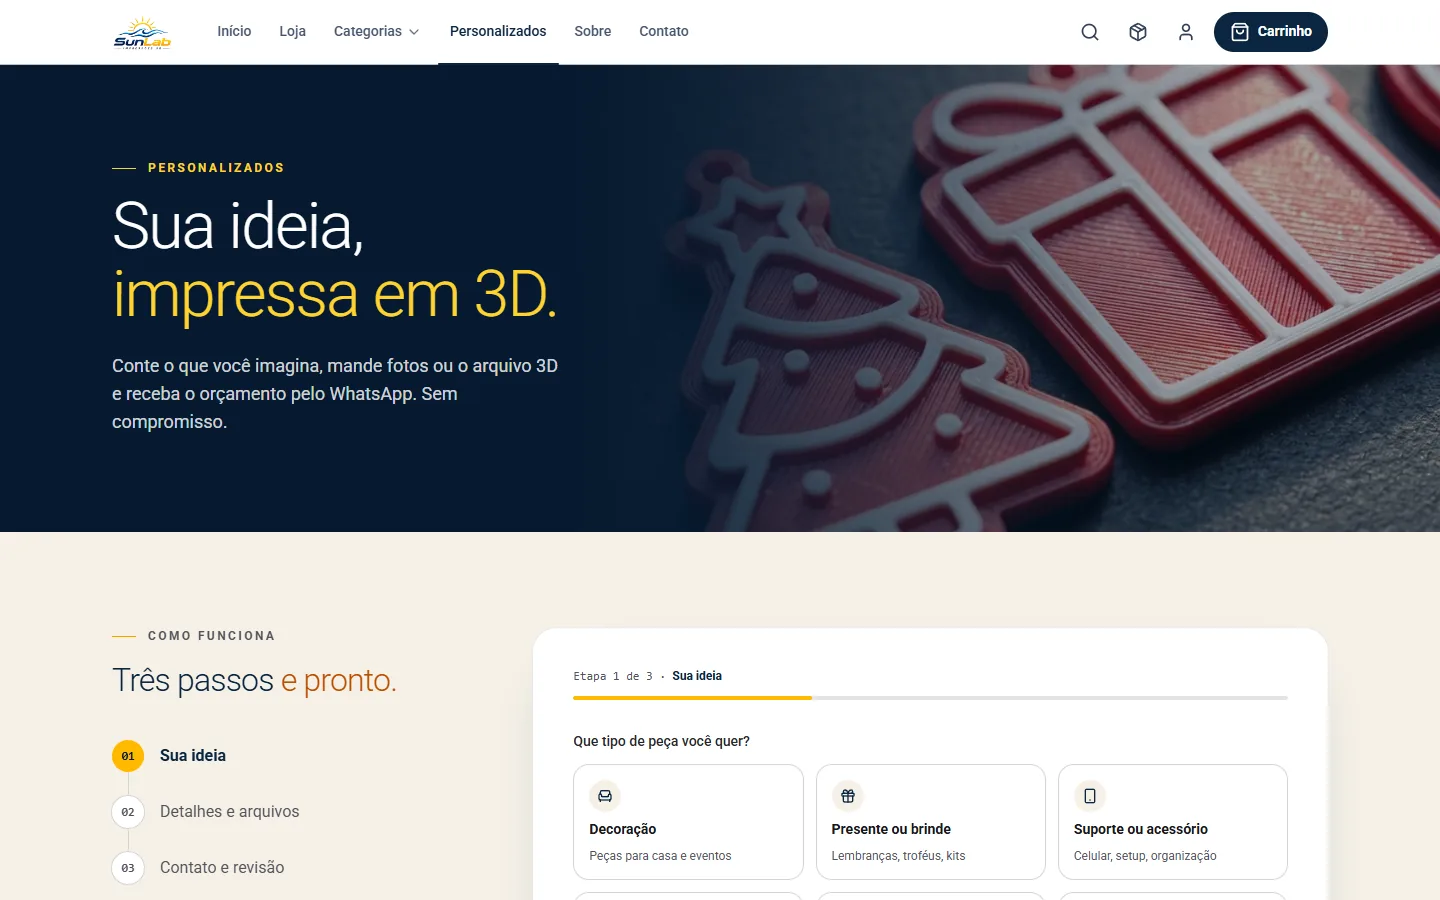 SunLab
Início
Loja
Categorias
Personalizados
Sobre
Contato
Carrinho
PERSONALIZADOS
Sua ideia,
impressa em 3D.
Conte o que você imagina, mande fotos ou o arquivo 3D
e receba o orçamento pelo WhatsApp. Sem
compromisso.
COMO FUNCIONA
Três passos e pronto.
01 Sua ideia
02 Detalhes e arquivos
03 Contato e revisão
Etapa 1 de 3 · Sua ideia
Que tipo de peça você quer?
Decoração
Peças para casa e eventos
Presente ou brinde
Lembranças, troféus, kits
Suporte ou acessório
Celular, setup, organização